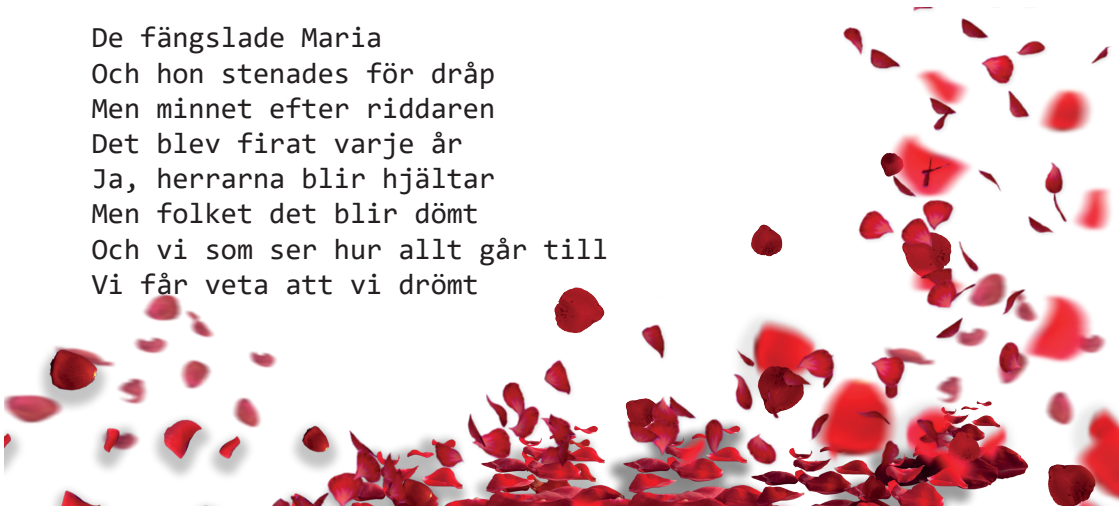 De fängslade Maria
Och hon stenades för dråp
Men minnet efter riddaren
Det blev firat varje år
Ja, herrarna blir hjältar
Men folket det blir dömt
Och vi som ser hur allt går till
Vi får veta att vi drömt